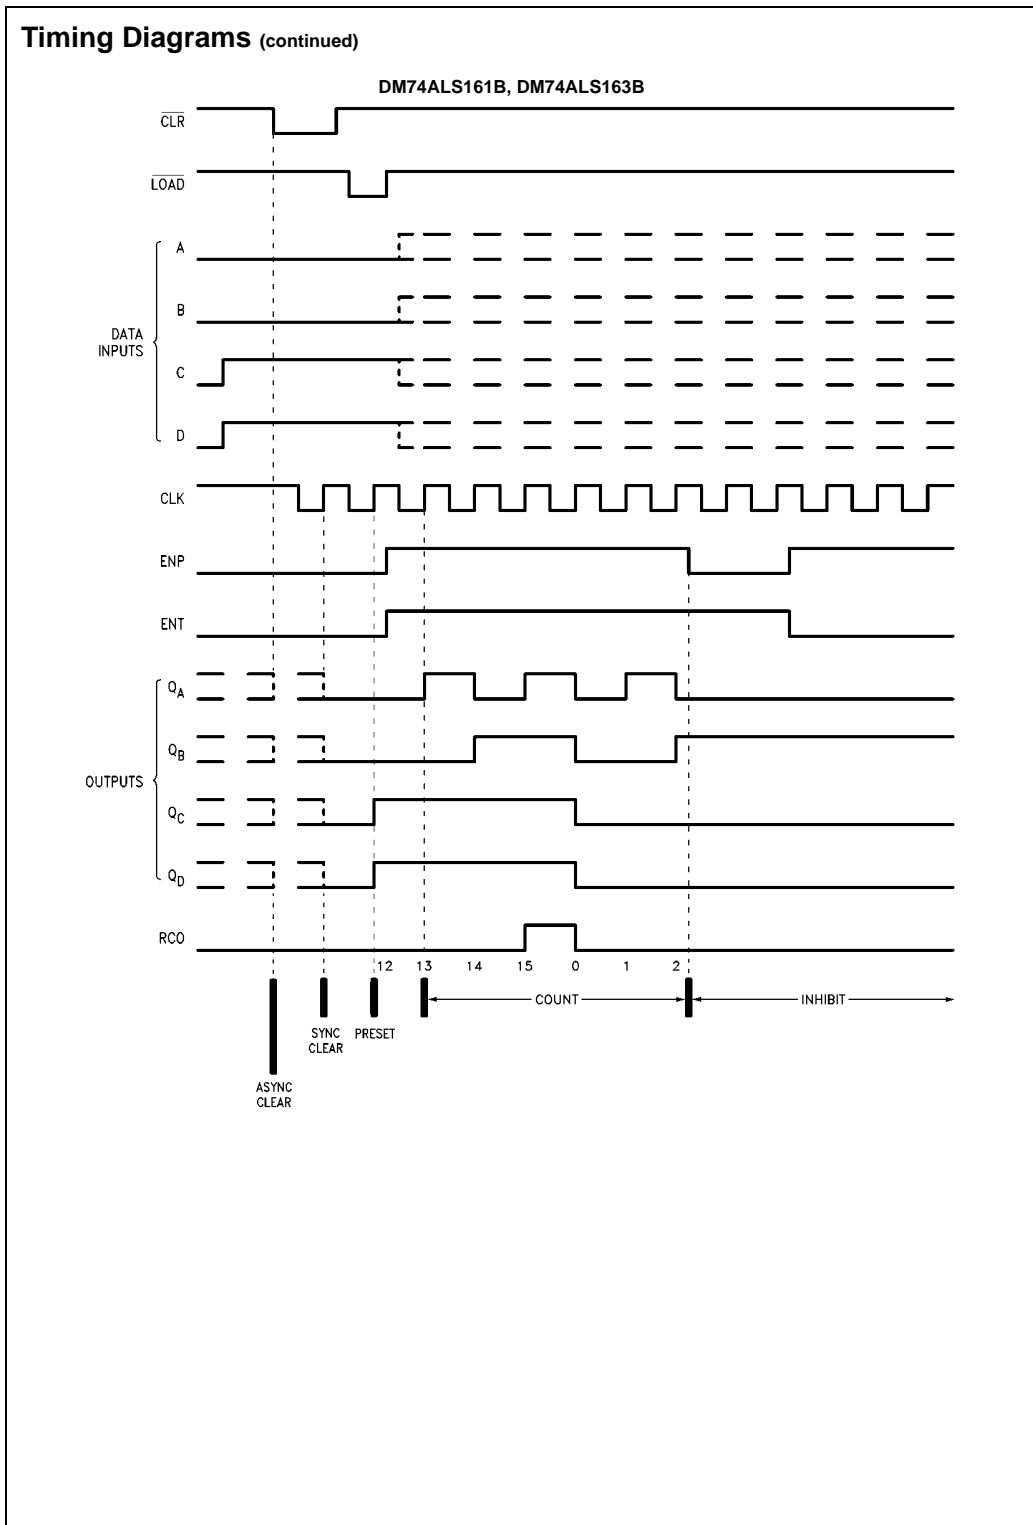 Timing Diagrams (continued)
DM74ALS161B, DM74ALS163B
CLR
LOAD
A
B
DATA
INPUTS
C
D
CLK
ENP
ENT
QA
QB
OUTPUTS
QC
QD
RCO
12 13 14 15 0 1 2
COUNT INHIBIT
SYNC
CLEAR
PRESET
ASYNC
CLEAR